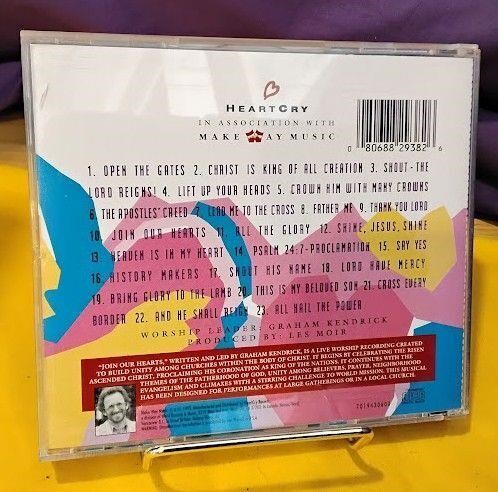 HEARTCRY
IN ASSOCIATION WITH
MAKE WAY MUSIC
0 80688 29382 6
1. OPEN THE GATES 2. CHRIST IS KING OF ALL CREATION 3. SHOUT-THE
LORD REIGNS! 4. LIFT UP YOUR HEADS 5. CROWN HIM WITH MANY CROWNS
6. THE APOSTLES' CREED 7. LEAD ME TO THE CROSS 8. FATHER ME 9. THANK YOU LORD
10. JOIN OUR HEARTS 11. ALL THE GLORY 12. SHINE, JESUS, SHINE
13. HEAVEN IS IN MY HEART 14. PSALM 24:7-PROCLAMATION 15. SAY YES
16. HISTORY MAKERS 17. SHOUT HIS NAME 18. LORD HAVE MERCY
19. BRING GLORY TO THE LAMB 20. THIS IS MY BELOVED SON 21. CROSS EVERY
BORDER 22. AND HE SHALL REIGN 23. ALL HAIL THE POWER
WORSHIP LEADER: GRAHAM KENDRICK
PRODUCED BY LES MOIR
"JOIN OUR HEARTS," WRITTEN AND LED BY GRAHAM KENDRICK, IS A LIVE WORSHIP RECORDING CREATED
TO BUILD UNITY AMONG CHURCHES WITHIN THE BODY OF CHRIST. IT BEGINS BY CELEBRATING THE RISEN
ASCENDED CHRIST, PROCLAIMING HIS CORONATION AS KING OF THE NATIONS. IT CONTINUES WITH
THEMES OF THE FATHERHOOD OF GOD, UNITY AMONG BELIEVERS, PRAYER, NEIGHBORHOOD
EVANGELISM AND CLIMAXES WITH A STIRRING CHALLENGE TO WORLD MISSION. THIS MUSICAL
HAS BEEN DESIGNED FOR PERFORMANCES AT LARGE GATHERINGS OR IN A LOCAL CHURCH.
7019430604